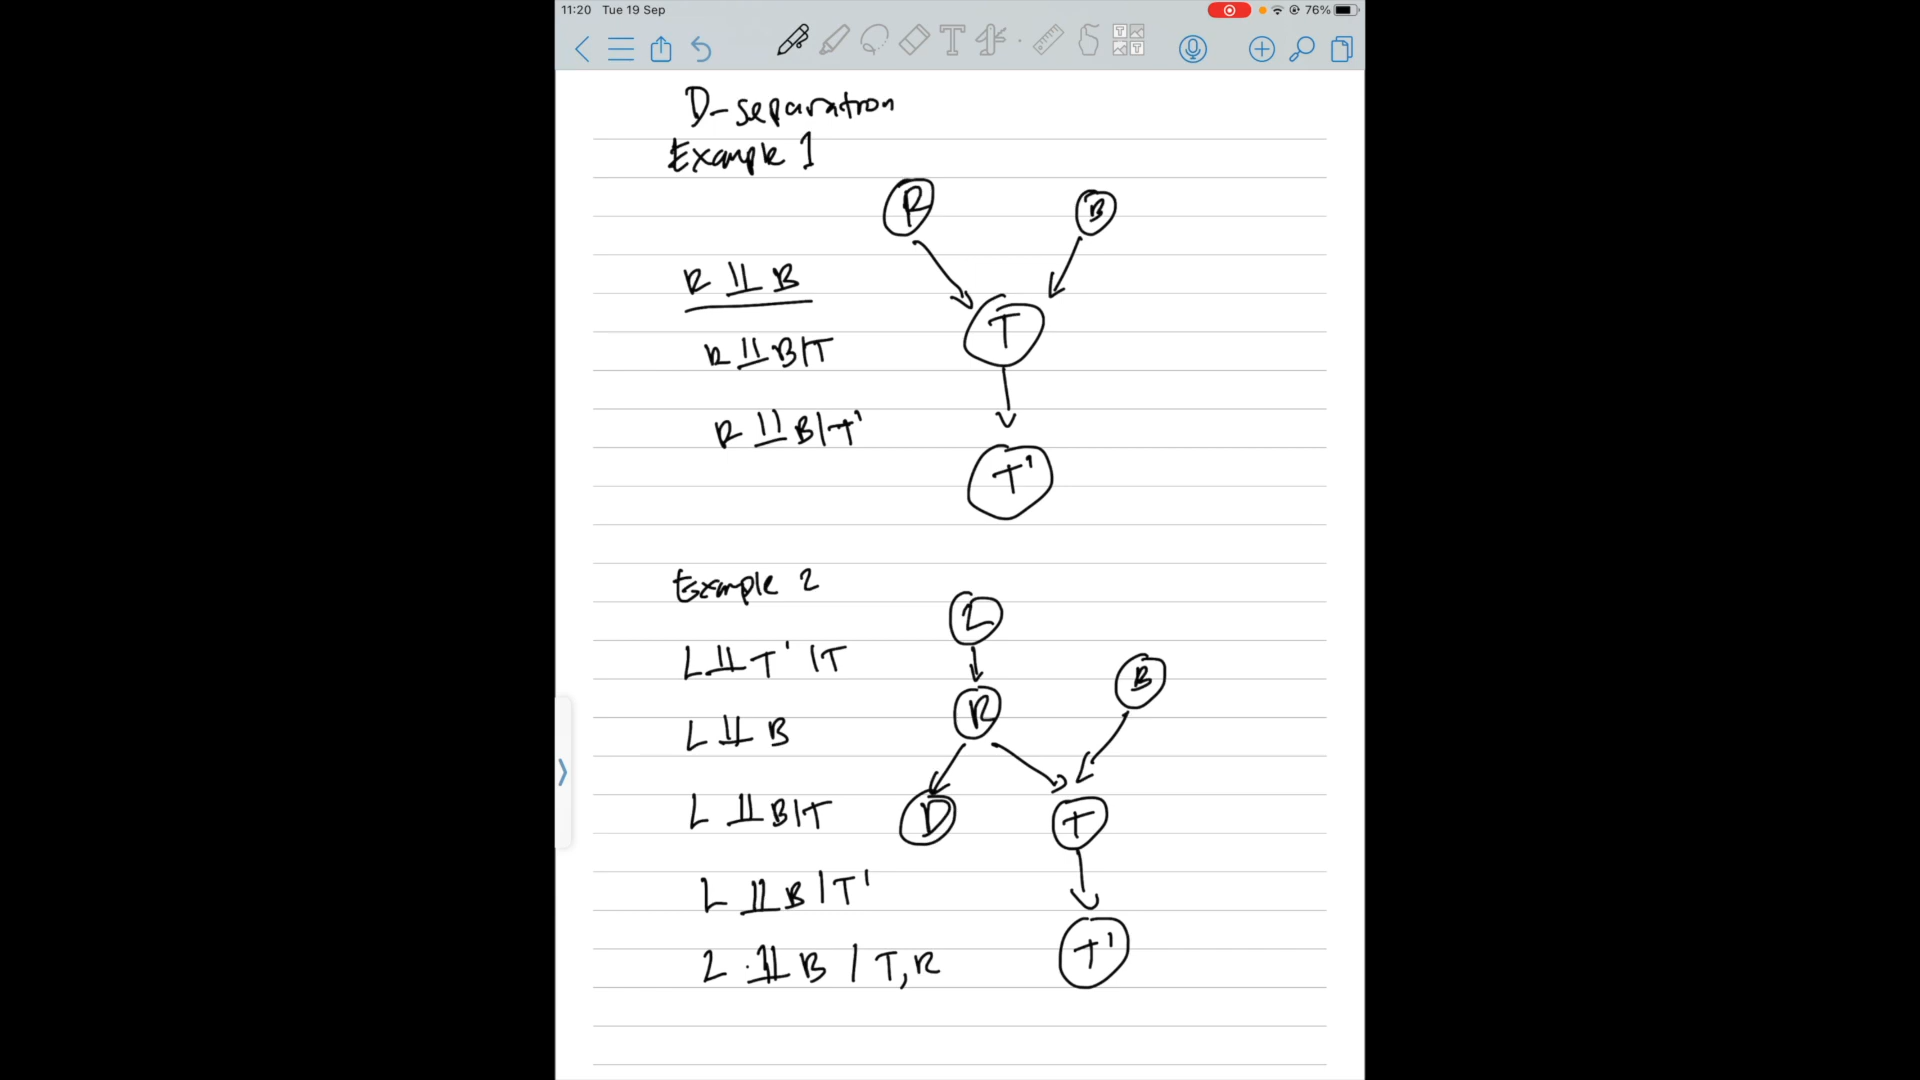 11:20 Tue 19 Sep 76%
D-separation
Example 1
R B
R ⫫ B
R ⫫ B|T
T
R ⫫ B|T'
T'
Example 2
L
L ⫫ T' |T
B
R
L ⫫ B
L ⫫ B|T
D T
L ⫫ B|T'
L ⫫ B | T, R
T'